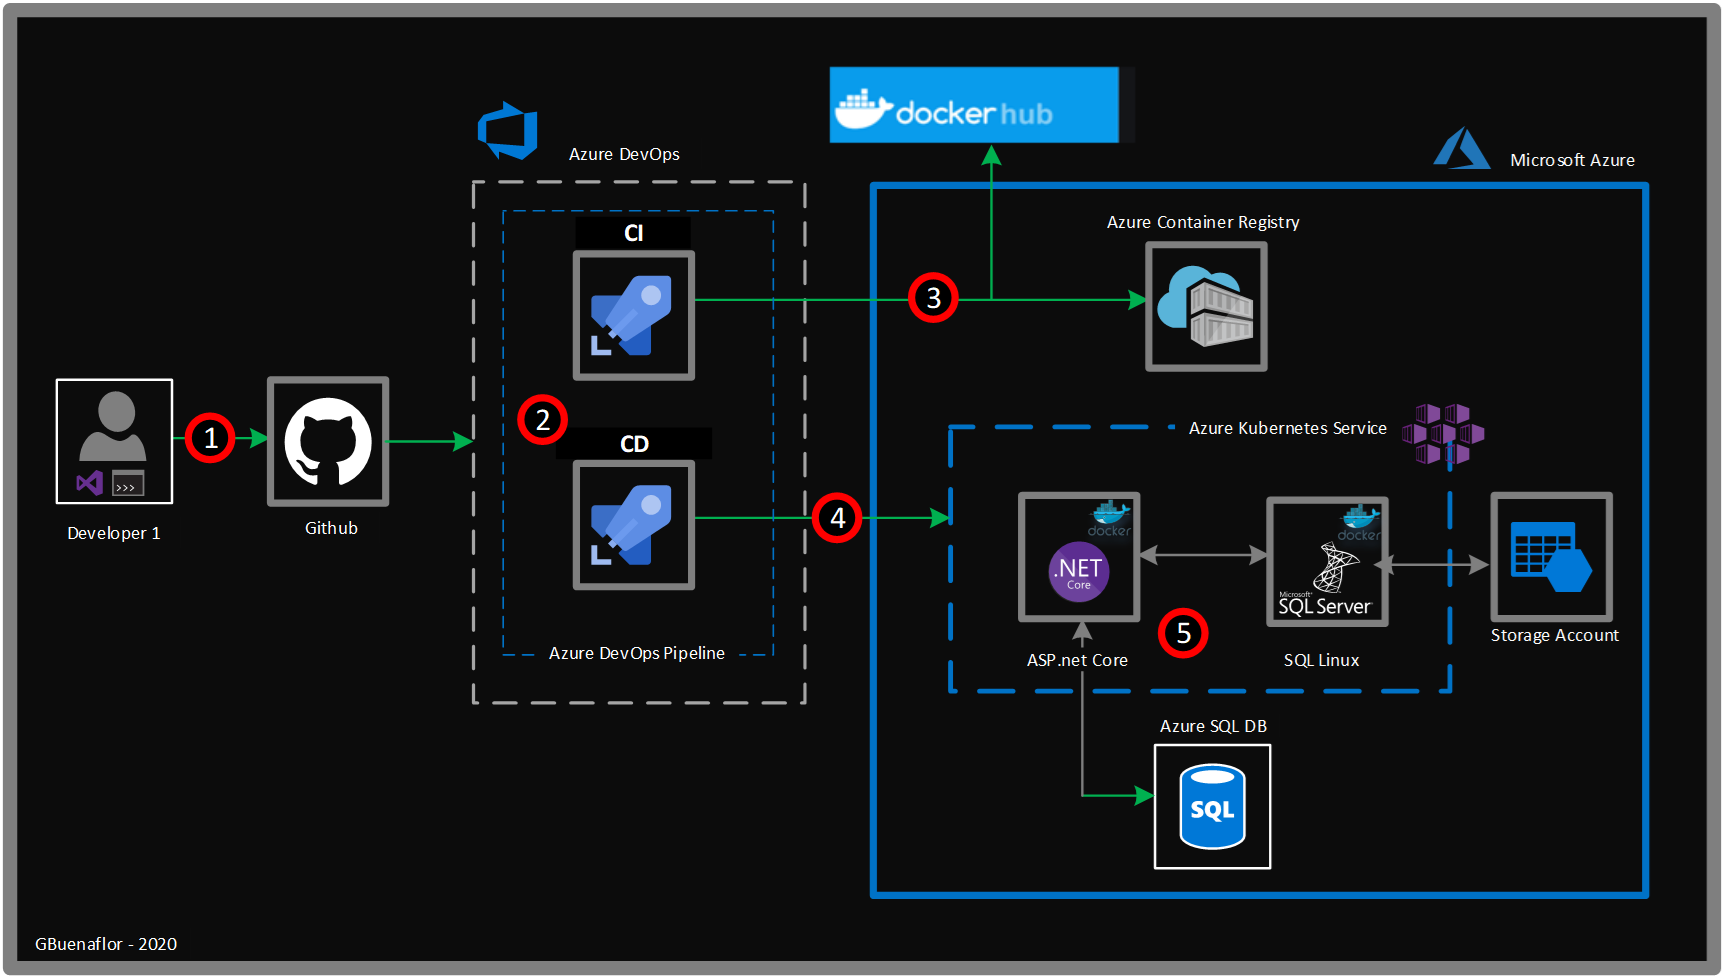 docker hub
Azure DevOps
Microsoft Azure
Azure Container Registry
CI
3
2
1
CD
Azure Kubernetes Service
>>>
Developer 1
Github
4
docker
.NET
Core
docker
Microsoft®
SQL Server®
5
Storage Account
Azure DevOps Pipeline
ASP.net Core
SQL Linux
Azure SQL DB
SQL
GBuenaflor - 2020